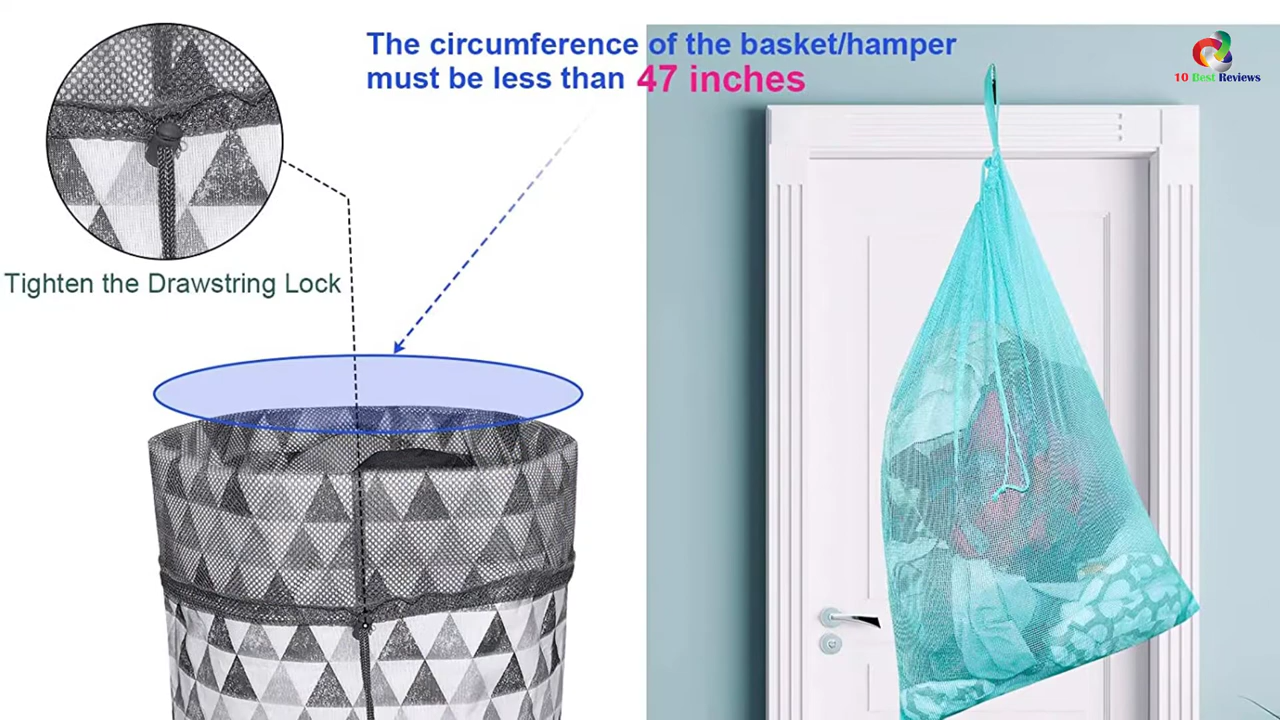 The circumference of the basket/hamper
must be less than 47 inches
10 Best Reviews
Tighten the Drawstring Lock